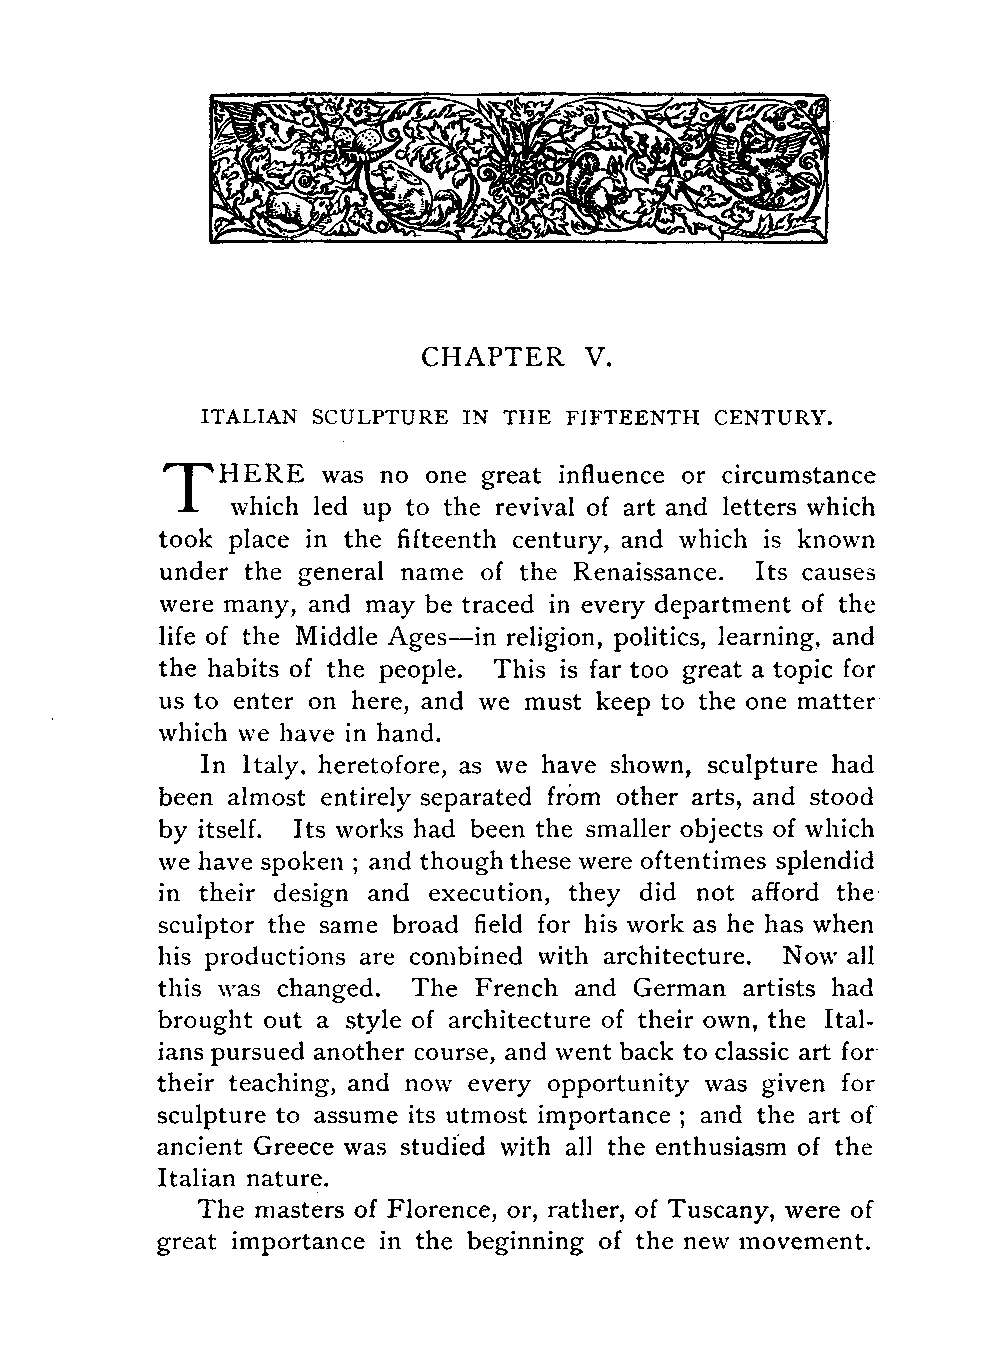 CHAPTER V.
ITALIAN SCULPTURE IN THE FIFTEENTH CENTURY.
THERE was no one great influence or circumstance
which led up to the revival of art and letters which
took place in the fifteenth century, and which is known
under the general name of the Renaissance. Its causes
were many, and may be traced in every department of the
life of the Middle Ages—in religion, politics, learning, and
the habits of the people. This is far too great a topic for
us to enter on here, and we must keep to the one matter
which we have in hand.
In Italy, heretofore, as we have shown, sculpture had
been almost entirely separated from other arts, and stood
by itself. Its works had been the smaller objects of which
we have spoken ; and though these were oftentimes splendid
in their design and execution, they did not afford the
sculptor the same broad field for his work as he has when
his productions are combined with architecture. Now all
this was changed. The French and German artists had
brought out a style of architecture of their own, the Ital-
ians pursued another course, and went back to classic art for
their teaching, and now every opportunity was given for
sculpture to assume its utmost importance ; and the art of
ancient Greece was studied with all the enthusiasm of the
Italian nature.
The masters of Florence, or, rather, of Tuscany, were of
great importance in the beginning of the new movement.